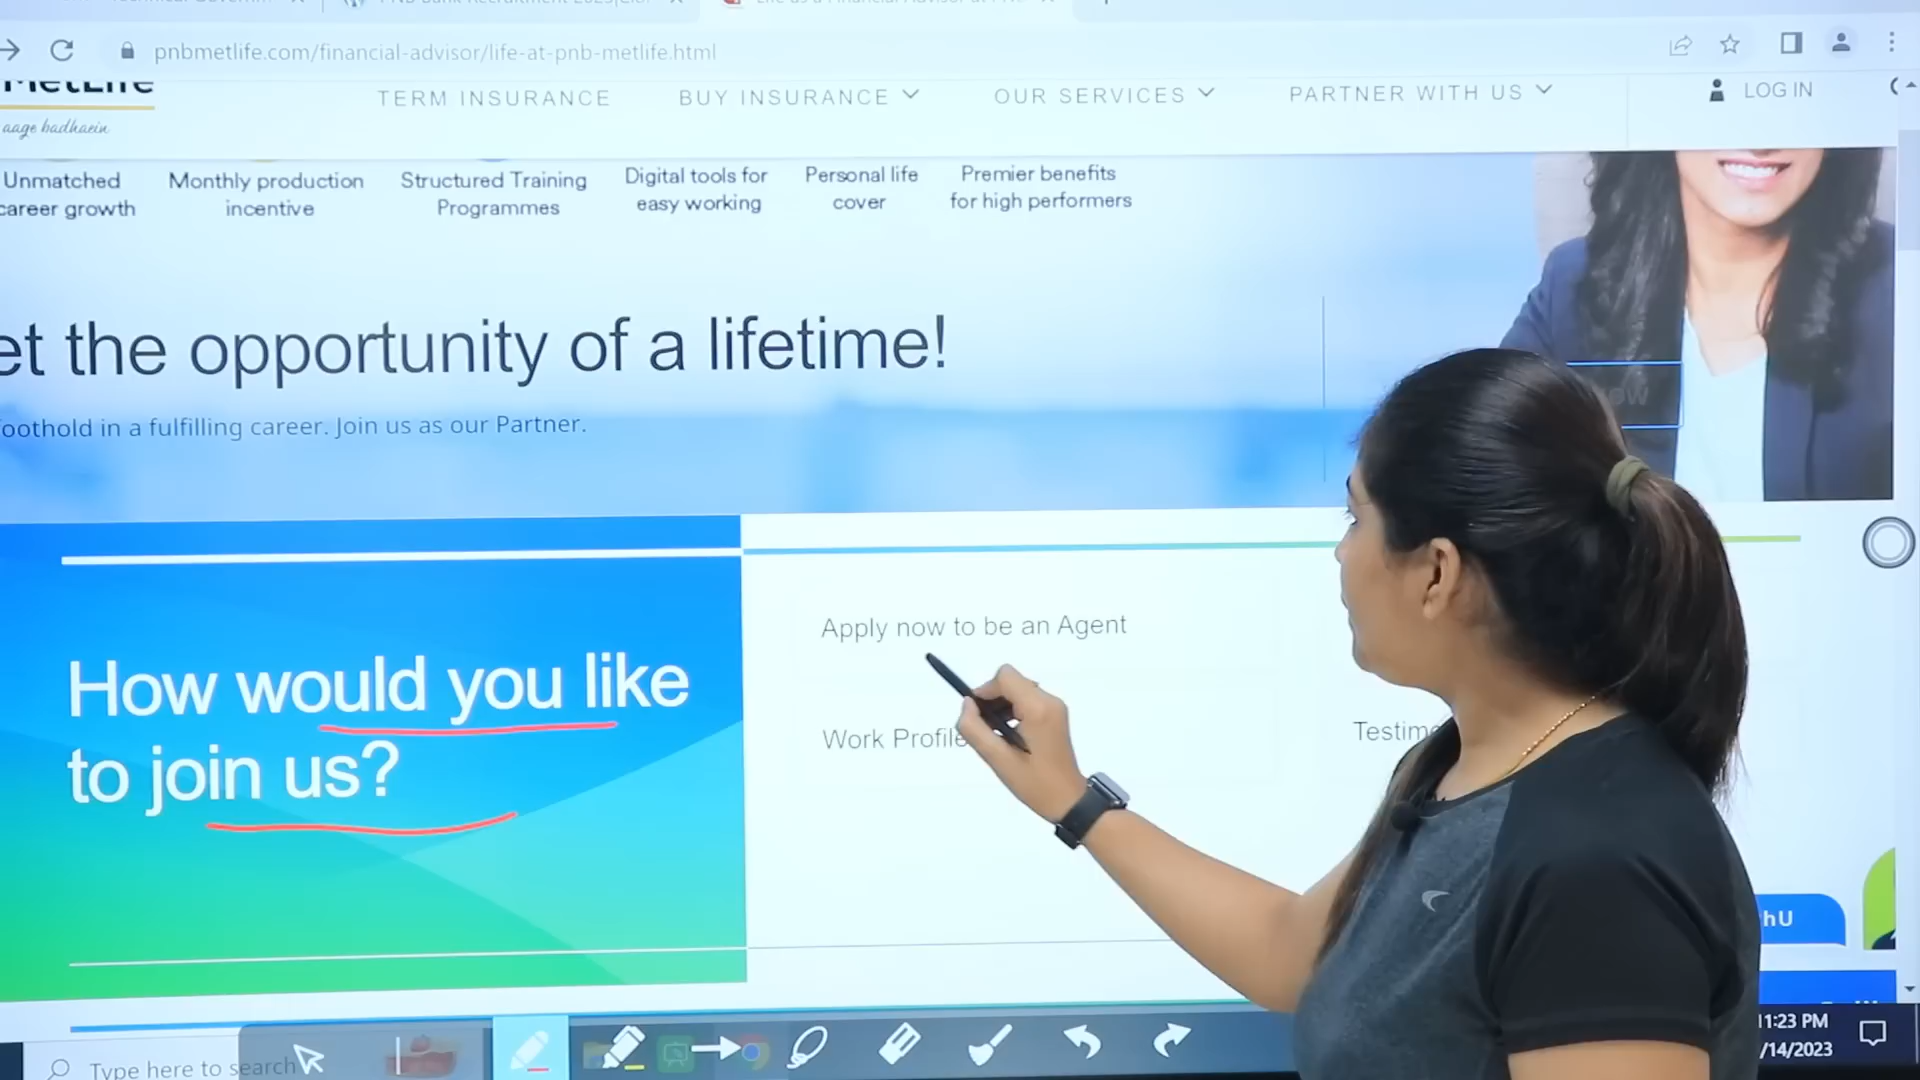 pnbmetlife.com/financial-advisor/life-at-pnb-metlife.html
MetLife
aage badhaein
TERM INSURANCE
BUY INSURANCE
OUR SERVICES
PARTNER WITH US
LOG IN
Unmatched
career growth
Monthly production
incentive
Structured Training
Programmes
Digital tools for
easy working
Personal life
cover
Premier benefits
for high performers
et the opportunity of a lifetime!
oothold in a fulfilling career. Join us as our Partner.
How would you like
to join us?
Apply now to be an Agent
Work Profile
Testim
hU
Type here to search
11:23 PM
/14/2023